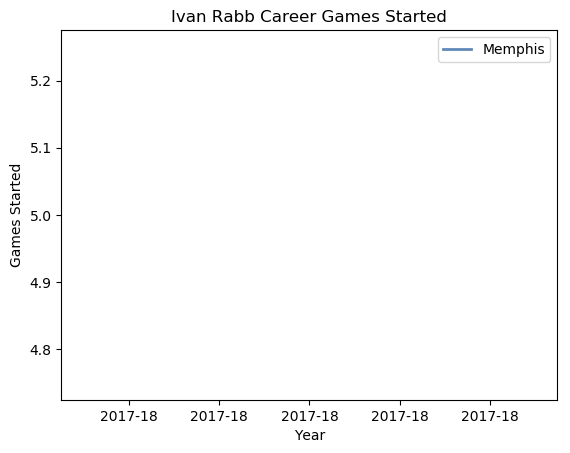 Ivan Rabb Career Games Started
Memphis
5.2
5.1
5.0
4.9
4.8
Games Started
2017-18 2017-18 2017-18 2017-18 2017-18
Year